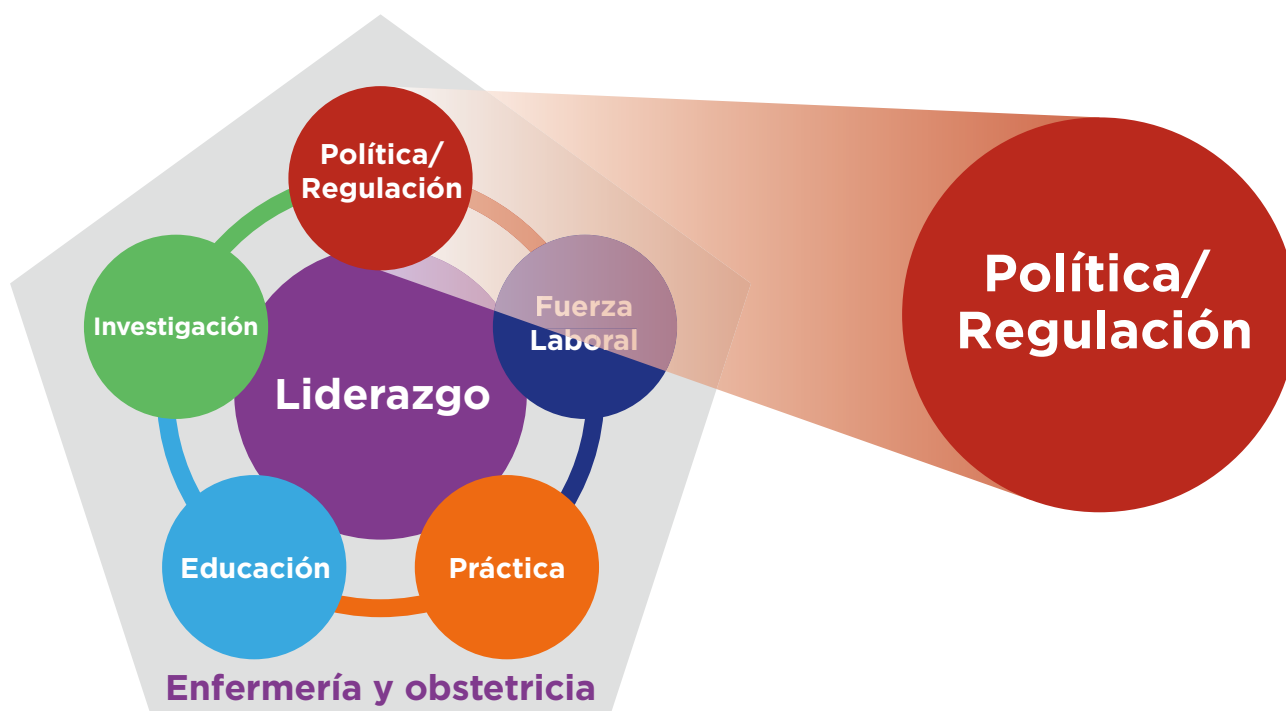 Política/
Regulación
Política/
Regulación
Fuerza
Laboral
Investigación
Liderazgo
Educación
Práctica
Enfermería y obstetricia